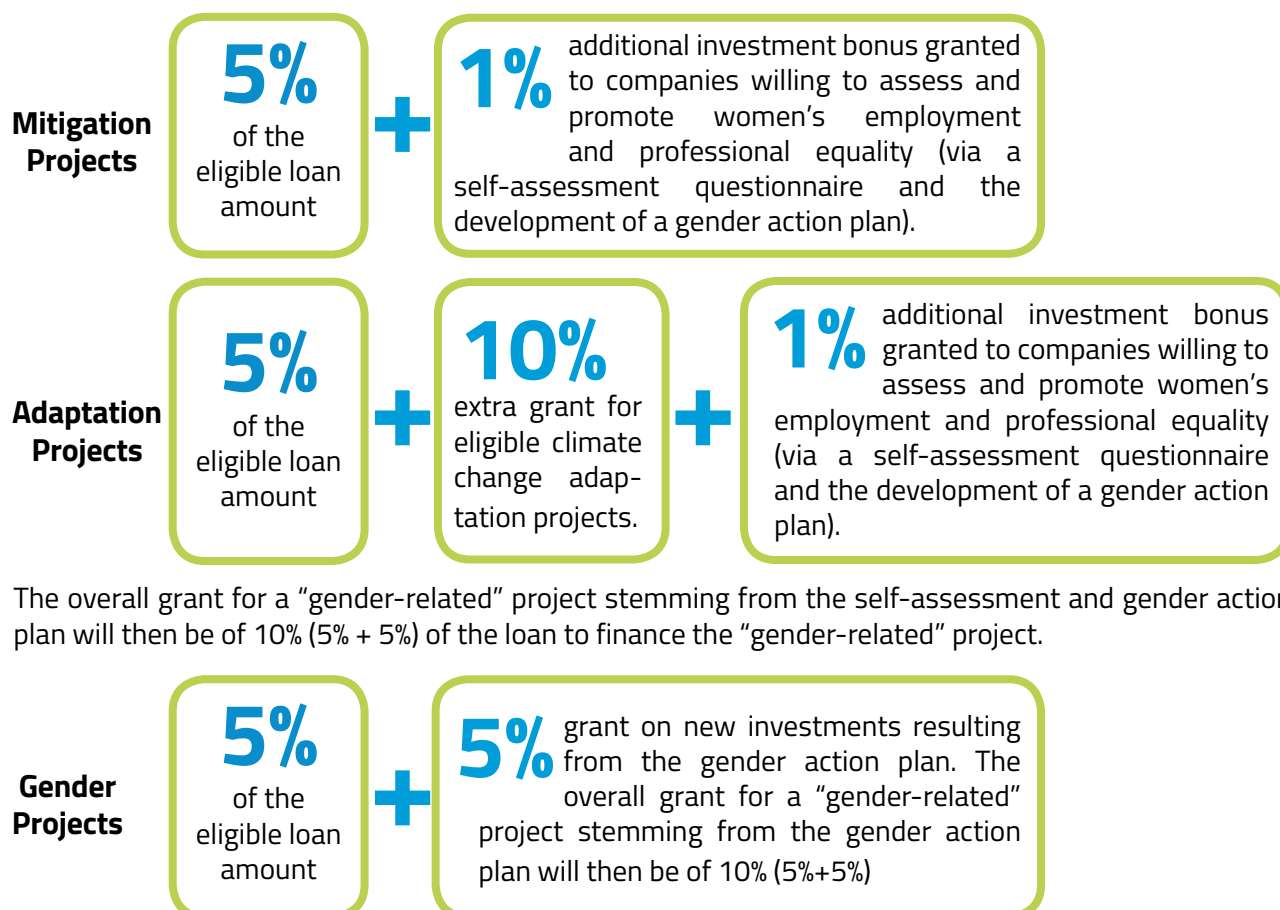 Mitigation
Projects
5%
of the
eligible loan
amount
+
1% additional investment bonus granted
to companies willing to assess and
promote women's employment
and professional equality (via a
self-assessment questionnaire and the
development of a gender action plan).
Adaptation
Projects
5%
of the
eligible loan
amount
+
10%
extra grant for
eligible climate
change adap-
tation projects.
+
1% additional investment bonus
granted to companies willing to
assess and promote women's
employment and professional equality
(via a self-assessment questionnaire
and the development of a gender action
plan).
The overall grant for a “gender-related” project stemming from the self-assessment and gender action
plan will then be of 10% (5% + 5%) of the loan to finance the “gender-related” project.
Gender
Projects
5%
of the
eligible loan
amount
+
5% grant on new investments resulting
from the gender action plan. The
overall grant for a “gender-related”
project stemming from the gender action
plan will then be of 10% (5%+5%)